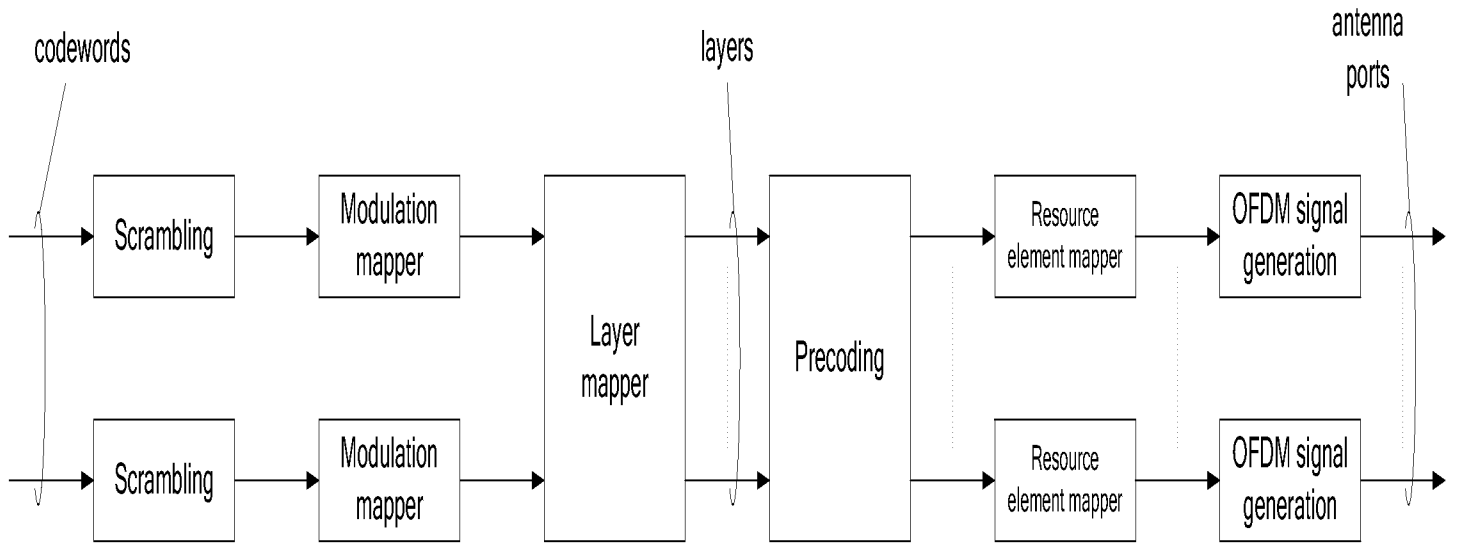 codewords
layers
antenna
ports
Scrambling
Modulation
mapper
Layer
mapper
Precoding
Resource
element mapper
OFDM signal
generation
Scrambling
Modulation
mapper
Resource
element mapper
OFDM signal
generation